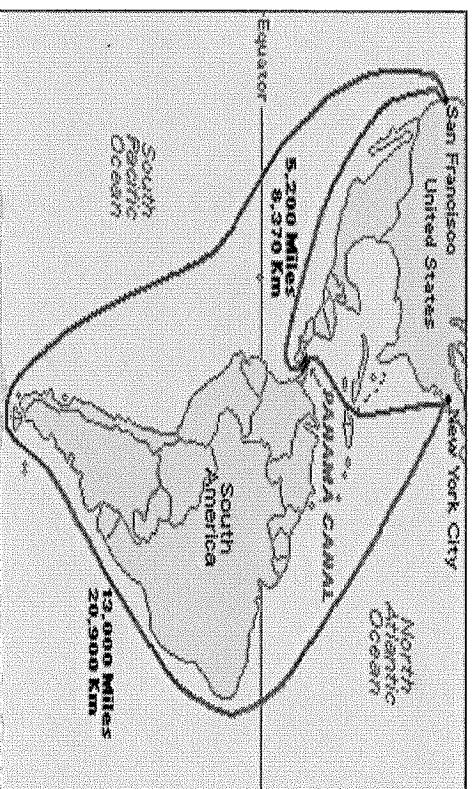 San Francisco
United States
New York City
Equator
5,200 Miles
8,370 Km
PANAMA CANAL
North
Atlantic
Ocean
South
Pacific
Ocean
South
America
13,000 Miles
20,900 Km